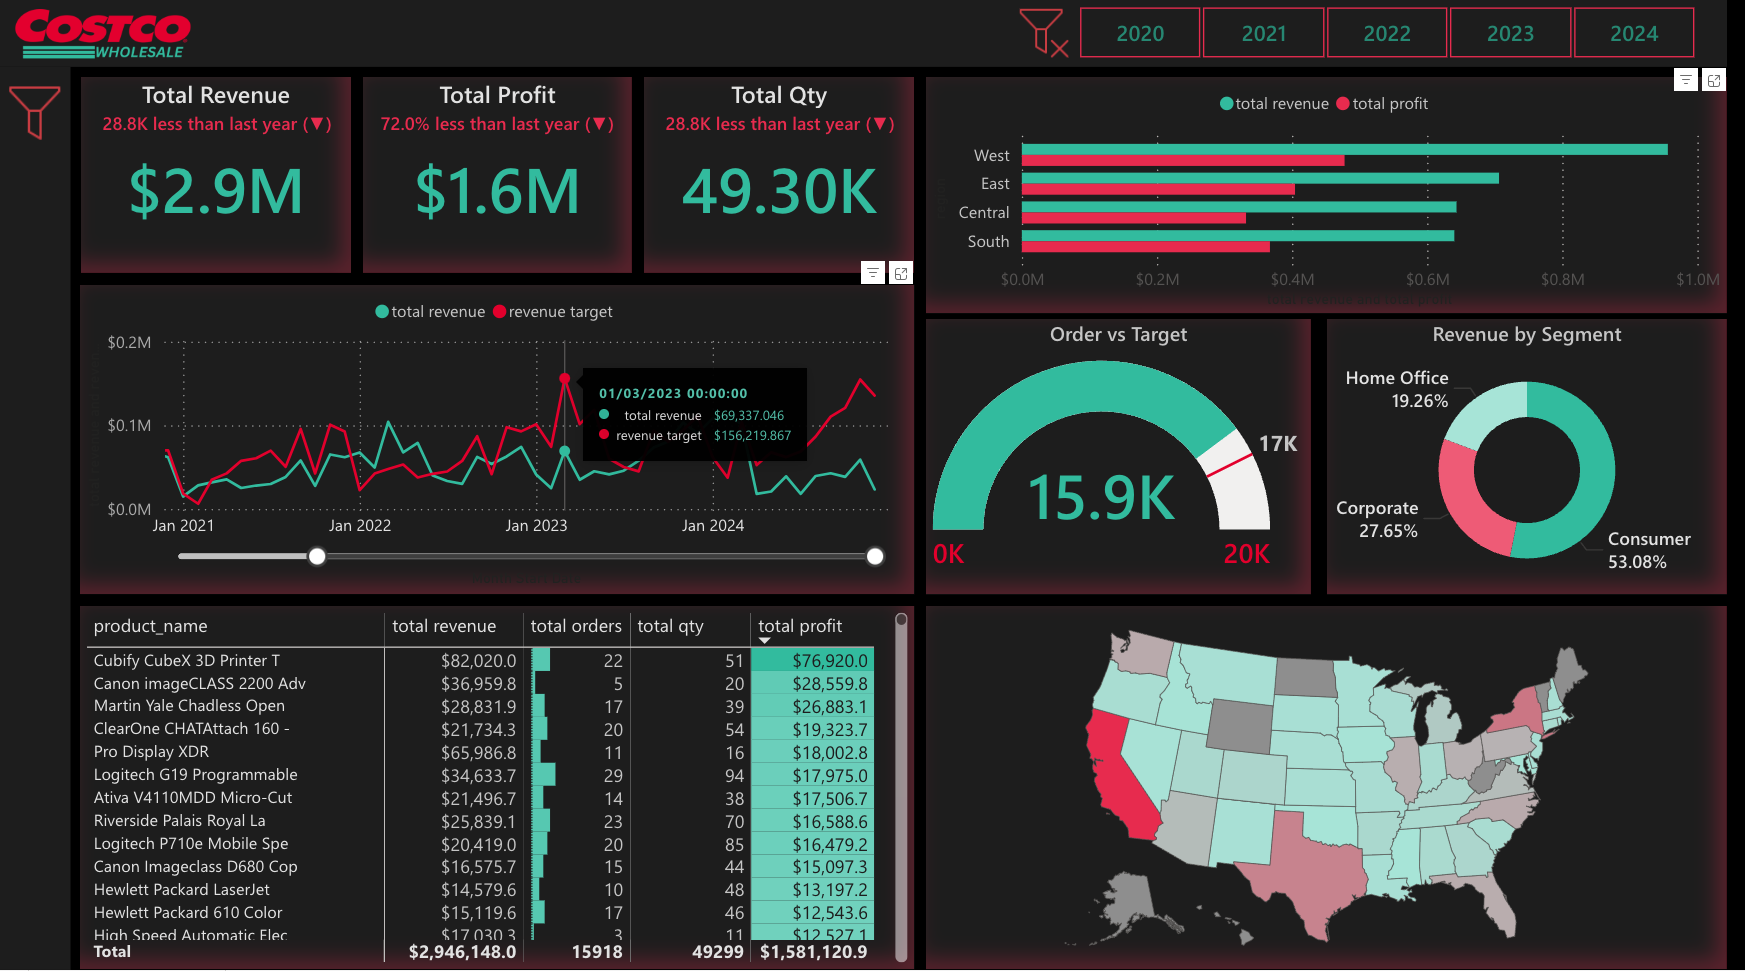 COSTCO
WHOLESALE
2020
2021
2022
2023
2024
Total Revenue
28.8K less than last year (▼)
$2.9M
Total Profit
72.0% less than last year (▼)
$1.6M
Total Qty
28.8K less than last year (▼)
49.30K
total revenue total profit
West
East
Central
South
$0.0M $0.2M $0.4M $0.6M $0.8M $1.0M
total revenue revenue target
$0.2M
$0.1M
$0.0M
Jan 2021 Jan 2022 Jan 2023 Jan 2024
01/03/2023 00:00:00
total revenue $69,337.046
revenue target $156,219.867
Order vs Target
17K
15.9K
0K 20K
Revenue by Segment
Home Office
19.26%
Corporate
27.65%
Consumer
53.08%
product_name total revenue total orders total qty total profit
Cubify CubeX 3D Printer T $82,020.0 22 51 $76,920.0
Canon imageCLASS 2200 Adv $36,959.8 5 20 $28,559.8
Martin Yale Chadless Open $28,831.9 17 39 $26,883.1
ClearOne CHATAttach 160 - $21,734.3 20 54 $19,323.7
Pro Display XDR $65,986.8 11 16 $18,002.8
Logitech G19 Programmable $34,633.7 29 94 $17,975.0
Ativa V4110MDD Micro-Cut $21,496.7 14 38 $17,506.7
Riverside Palais Royal La $25,839.1 23 70 $16,588.6
Logitech P710e Mobile Spe $20,419.0 20 85 $16,479.2
Canon Imageclass D680 Cop $16,575.7 15 44 $15,097.3
Hewlett Packard LaserJet $14,579.6 10 48 $13,197.2
Hewlett Packard 610 Color $15,119.6 17 46 $12,543.6
High Speed Automatic Elec $17,030.3 3 11 $12,527.1
Total $2,946,148.0 15918 49299 $1,581,120.9